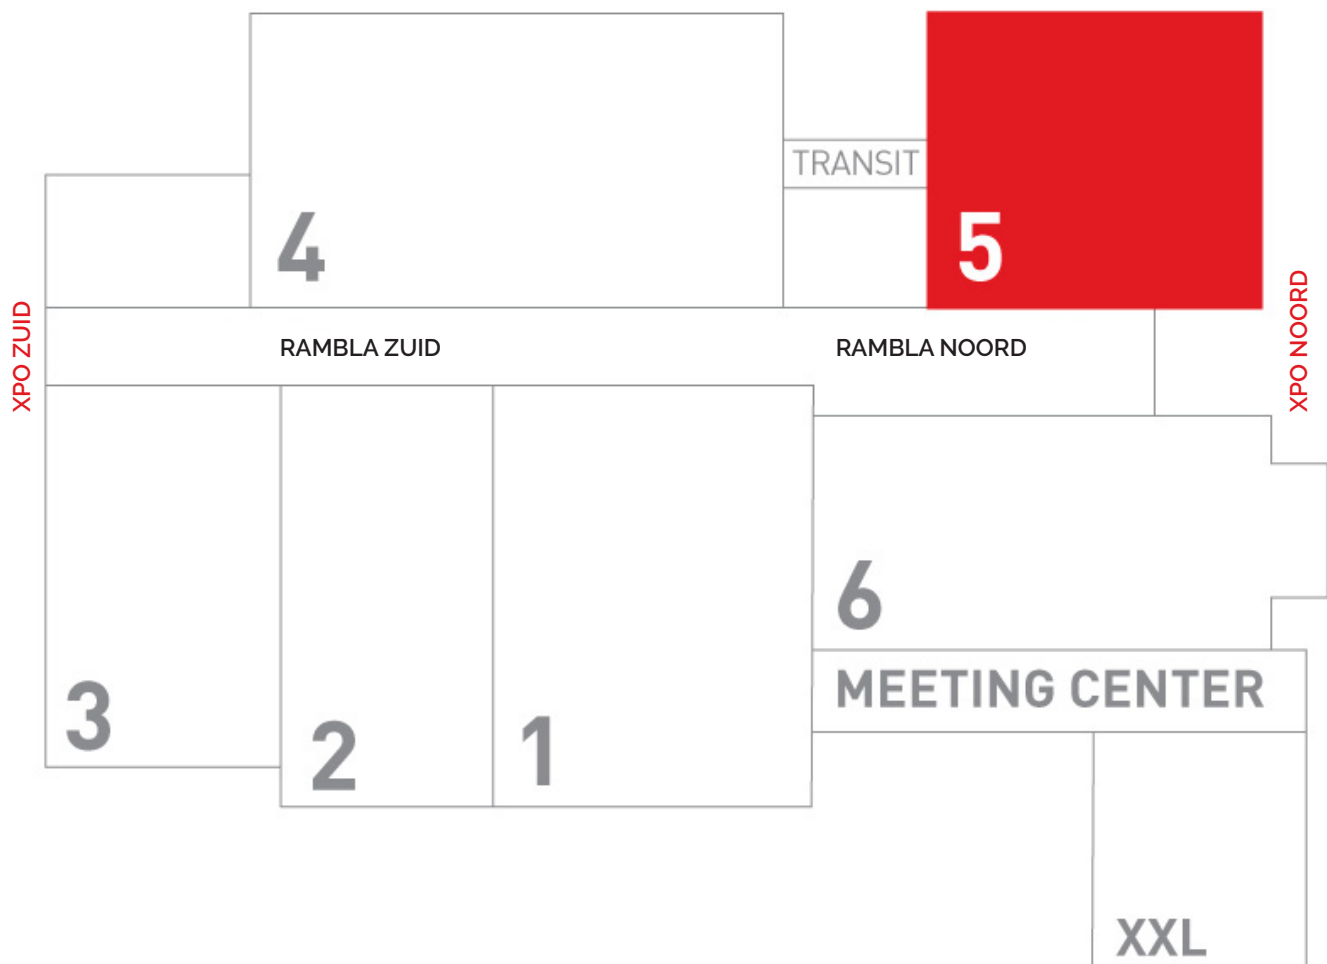 TRANSIT
4
5
XPO ZUID
RAMBLA ZUID
RAMBLA NOORD
XPO NOORD
6
MEETING CENTER
3
2
1
XXL